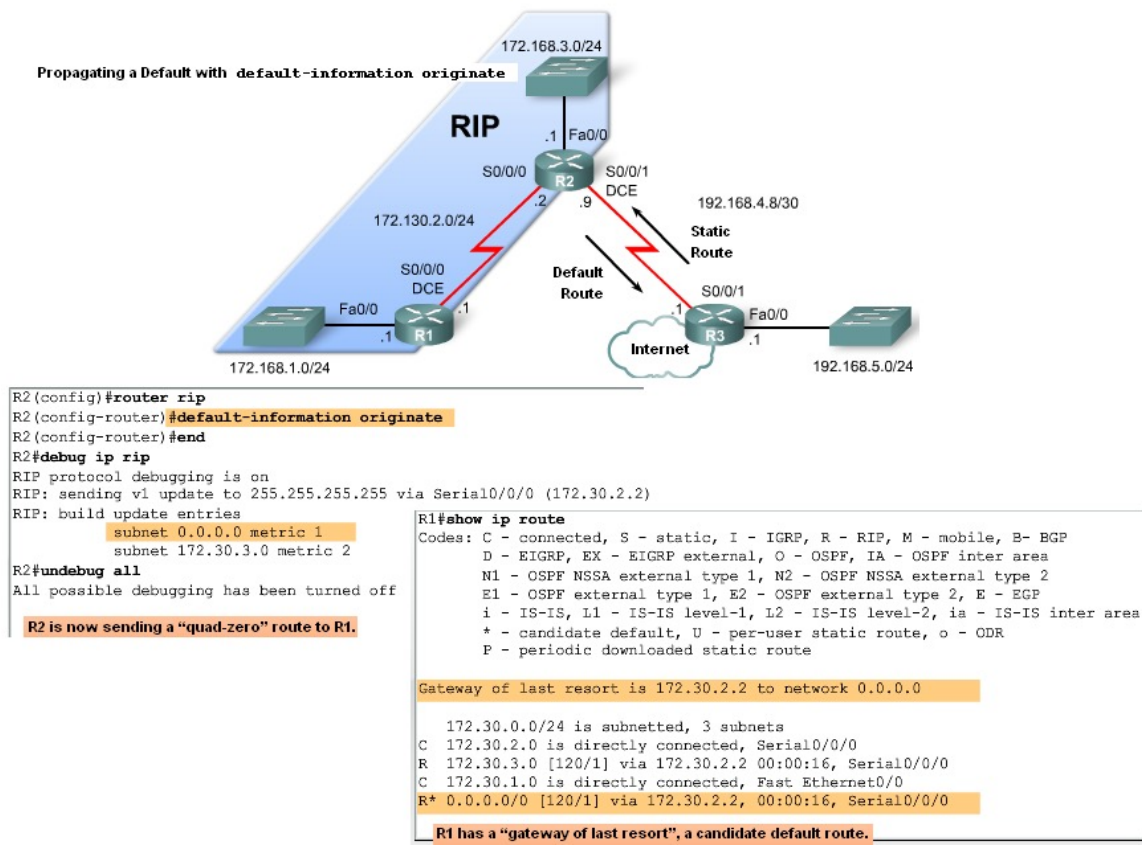 172.168.3.0/24
Propagating a Default with default-information originate
RIP
.1
Fa0/0
S0/0/0
R2
S0/0/1
DCE
.2
.9
192.168.4.8/30
172.130.2.0/24
Static
Route
Default
Route
S0/0/0
DCE
S0/0/1
Fa0/0
.1
.1
Fa0/0
.1
R1
R3
.1
Internet
172.168.1.0/24
192.168.5.0/24
R2(config)#router rip
R2(config-router)#default-information originate
R2(config-router)#end
R2#debug ip rip
RIP protocol debugging is on
RIP: sending v1 update to 255.255.255.255 via Serial0/0/0 (172.30.2.2)
RIP: build update entries
subnet 0.0.0.0 metric 1
subnet 172.30.3.0 metric 2
R2#undebug all
All possible debugging has been turned off
R2 is now sending a “quad-zero” route to R1.
R1#show ip route
Codes: C - connected, S - static, I - IGRP, R - RIP, M - mobile, B- BGP
D - EIGRP, EX - EIGRP external, O - OSPF, IA - OSPF inter area
N1 - OSPF NSSA external type 1, N2 - OSPF NSSA external type 2
E1 - OSPF external type 1, E2 - OSPF external type 2, E - EGP
i - IS-IS, L1 - IS-IS level-1, L2 - IS-IS level-2, ia - IS-IS inter area
* - candidate default, U - per-user static route, o - ODR
P - periodic downloaded static route
Gateway of last resort is 172.30.2.2 to network 0.0.0.0
172.30.0.0/24 is subnetted, 3 subnets
C 172.30.2.0 is directly connected, Serial0/0/0
R 172.30.3.0 [120/1] via 172.30.2.2 00:00:16, Serial0/0/0
C 172.30.1.0 is directly connected, Fast Ethernet0/0
R* 0.0.0.0/0 [120/1] via 172.30.2.2, 00:00:16, Serial0/0/0
R1 has a “gateway of last resort”, a candidate default route.